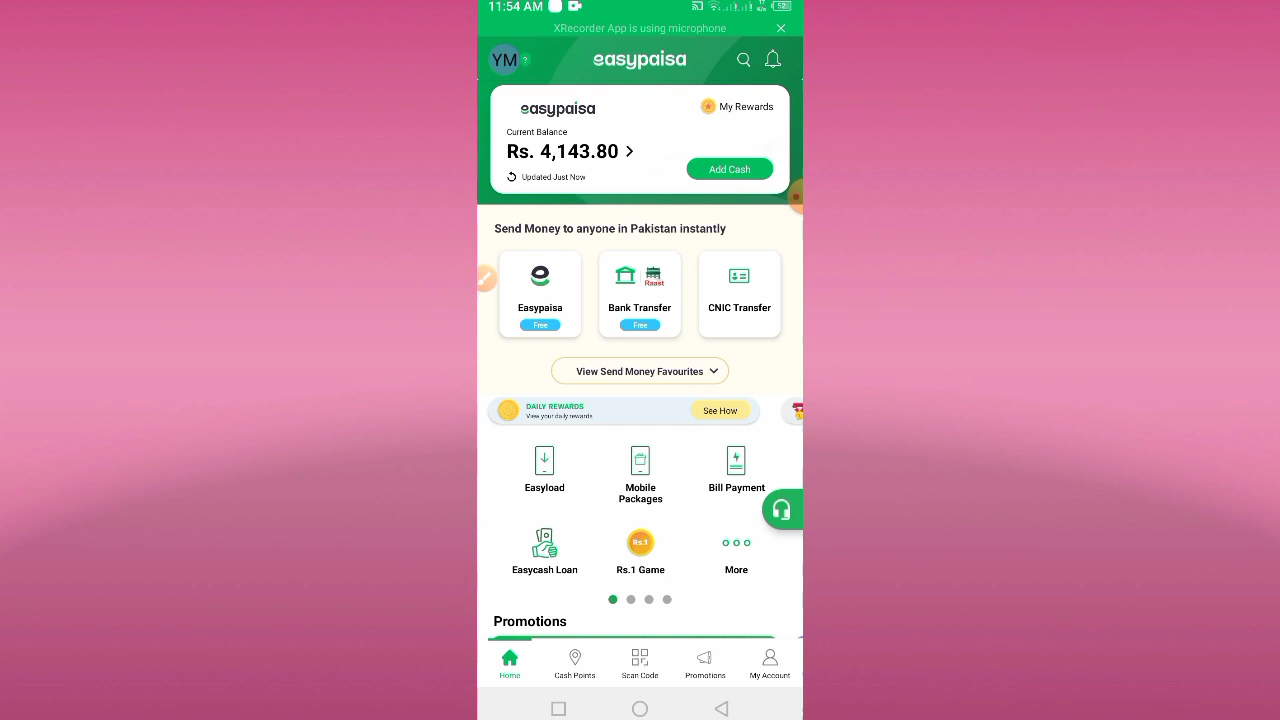 11:54 AM
XRecorder App is using microphone
YM ?
easypaisa
easypaisa
My Rewards
Current Balance
Rs. 4,143.80
Add Cash
Updated Just Now
Send Money to anyone in Pakistan instantly
Raast
Easypaisa
Bank Transfer
CNIC Transfer
Free
Free
View Send Money Favourites
DAILY REWARDS
View your daily rewards
See How
Easyload
Mobile
Packages
Bill Payment
Rs.1
Easycash Loan
Rs.1 Game
More
Promotions
Home
Cash Points
Scan Code
Promotions
My Account